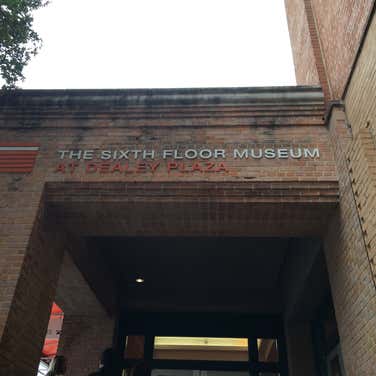 THE SIXTH FLOOR MUSEUM
AT DEALEY PLAZA